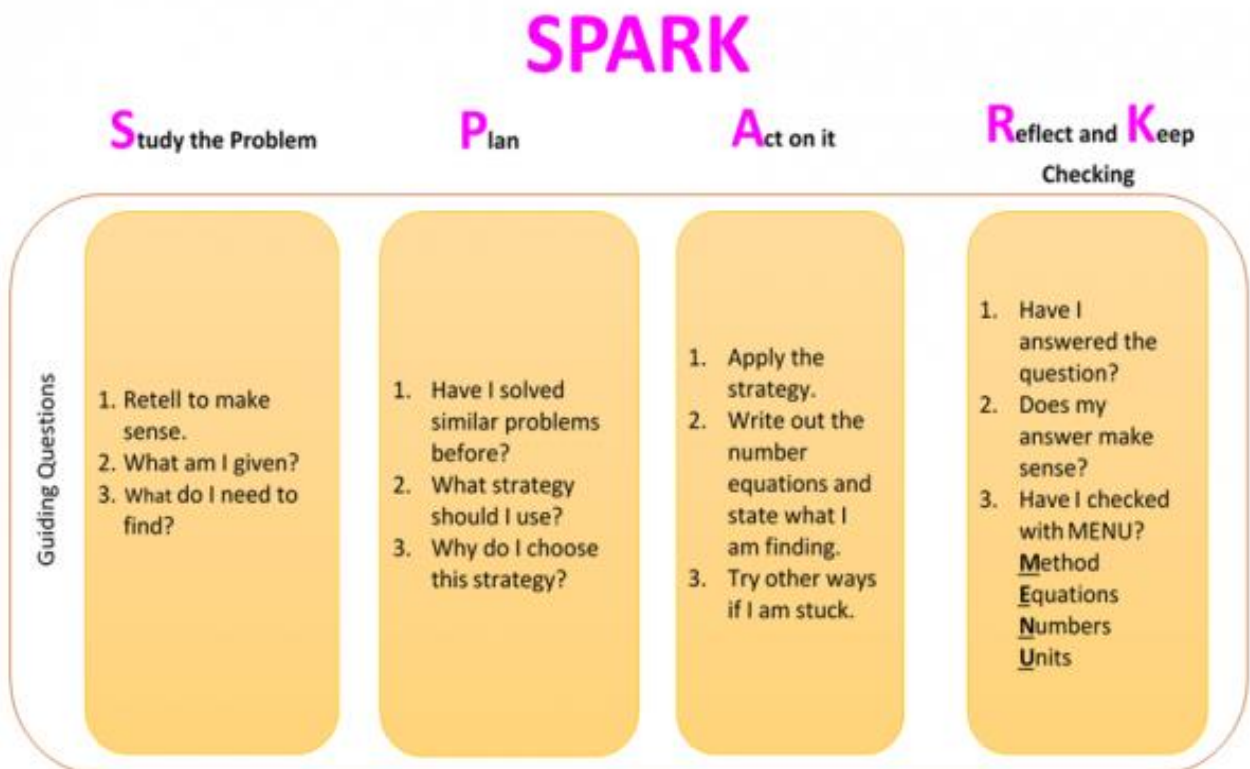 SPARK
Study the Problem
Plan
Act on it
Reflect and Keep
Checking
Guiding Questions
1. Retell to make
sense.
2. What am I given?
3. What do I need to
find?
1. Have I solved
similar problems
before?
2. What strategy
should I use?
3. Why do I choose
this strategy?
1. Apply the
strategy.
2. Write out the
number
equations and
state what I
am finding.
3. Try other ways
if I am stuck.
1. Have I
answered the
question?
2. Does my
answer make
sense?
3. Have I checked
with MENU?
Method
Equations
Numbers
Units